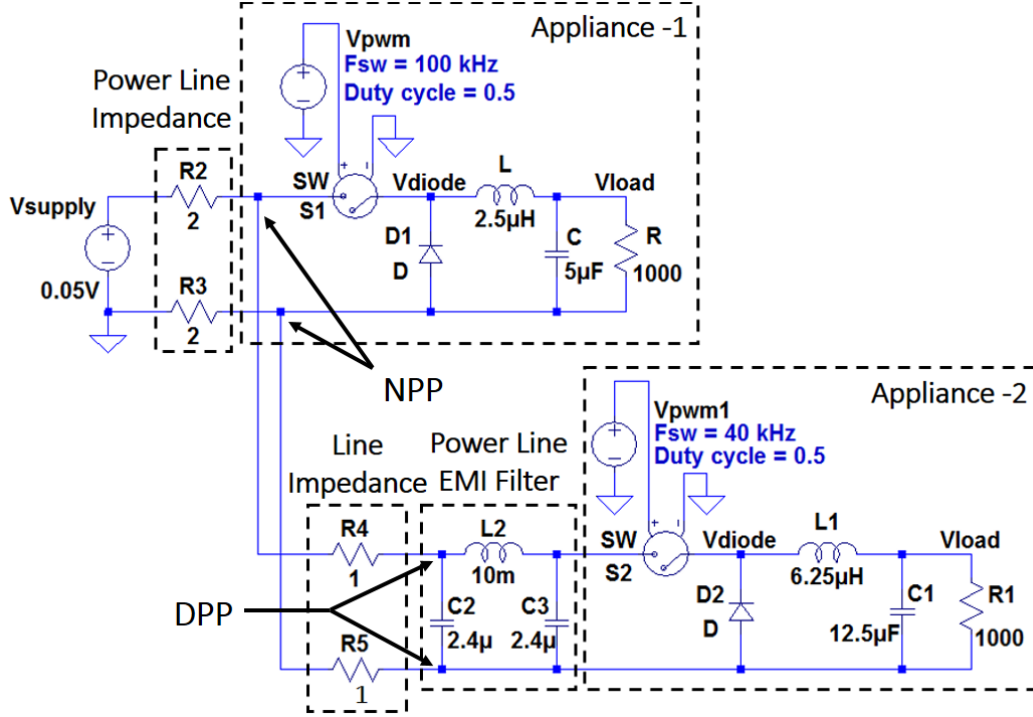 Appliance -1
Vpwm
Fsw = 100 kHz
Duty cycle = 0.5
Power Line
Impedance
+
−
R2
2
Vsupply
+
−
0.05V
R3
2
+ -
SW
S1
Vdiode
L
2.5µH
Vload
D1
D
C
5µF
R
1000
NPP
Appliance -2
Vpwm1
Fsw = 40 kHz
Duty cycle = 0.5
+
−
Line
Impedance
Power Line
EMI Filter
R4
1
L2
10m
+ -
SW
S2
Vdiode
L1
6.25µH
Vload
DPP
C2
2.4µ
C3
2.4µ
D2
D
C1
12.5µF
R1
1000
R5
1